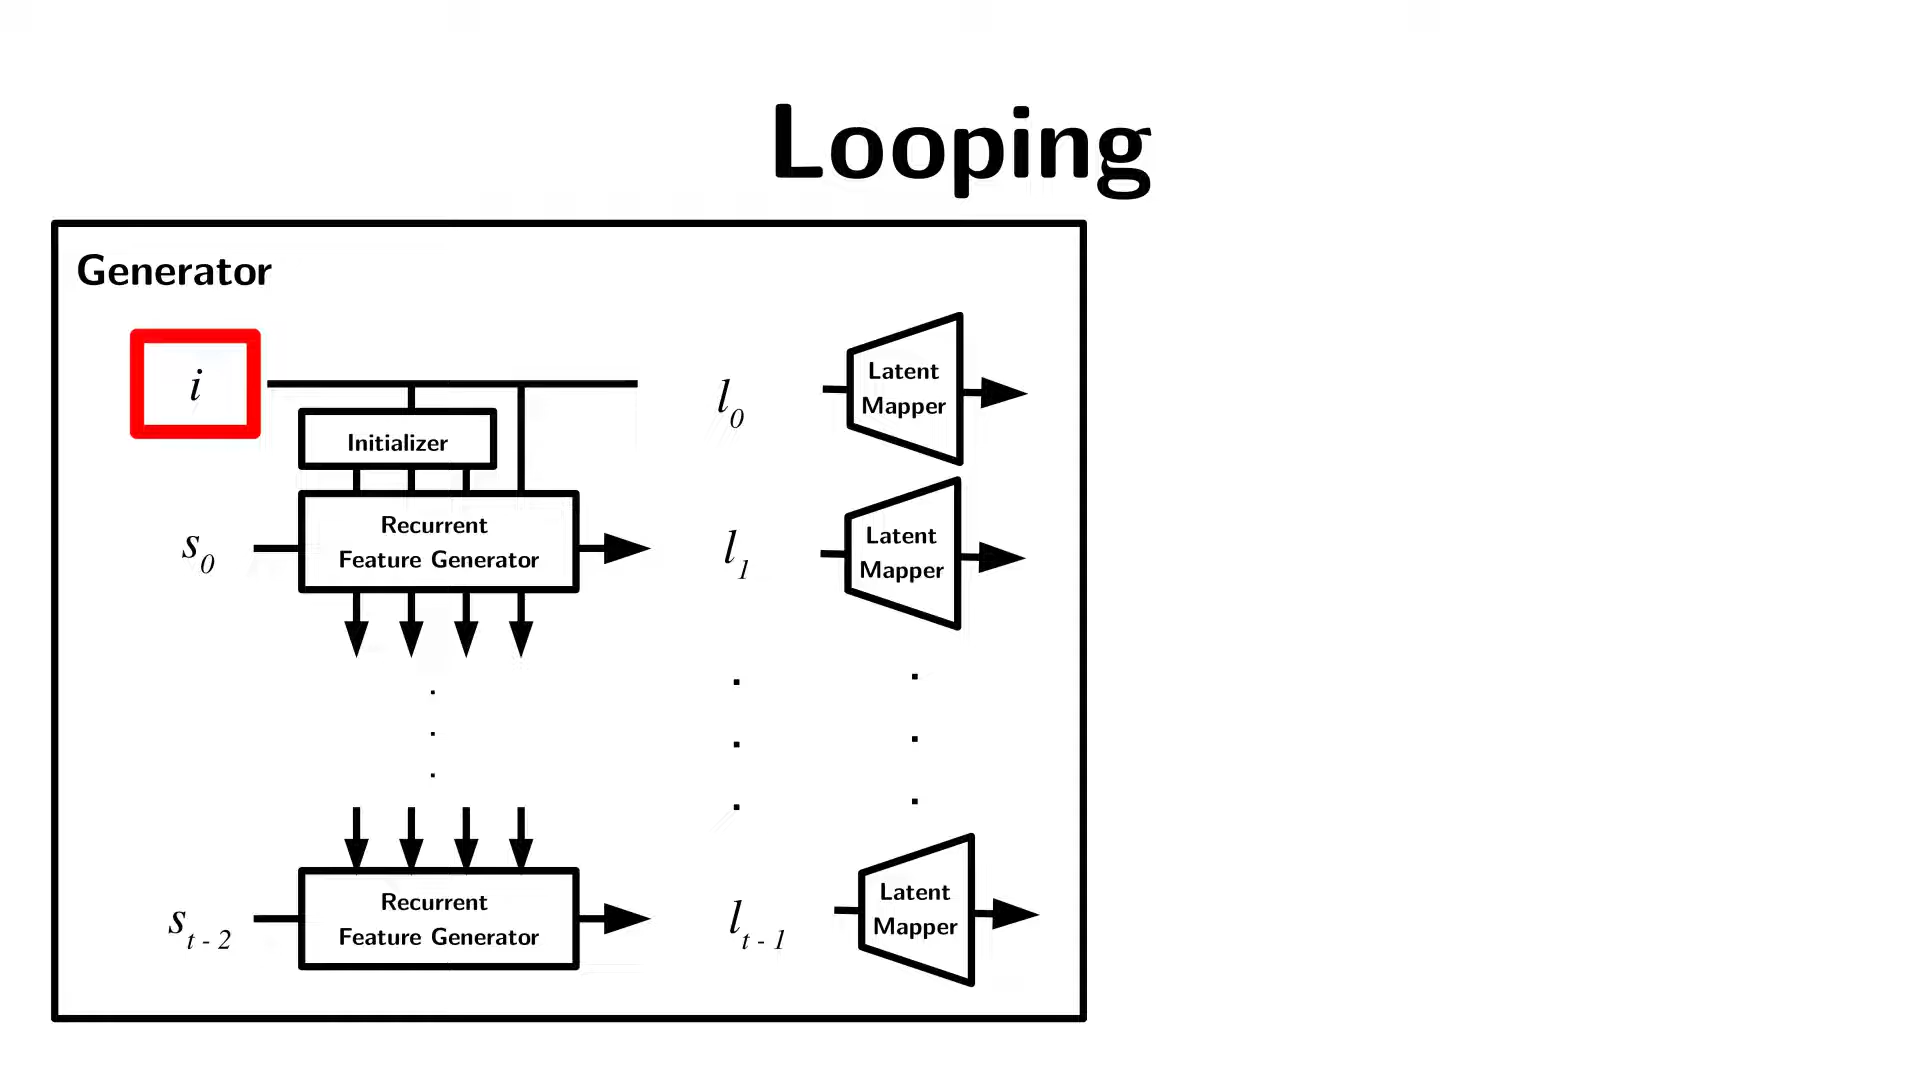 Looping
Generator
i
l0
Latent
Mapper
Initializer
s0
Recurrent
Feature Generator
l1
Latent
Mapper
st - 2
Recurrent
Feature Generator
lt - 1
Latent
Mapper